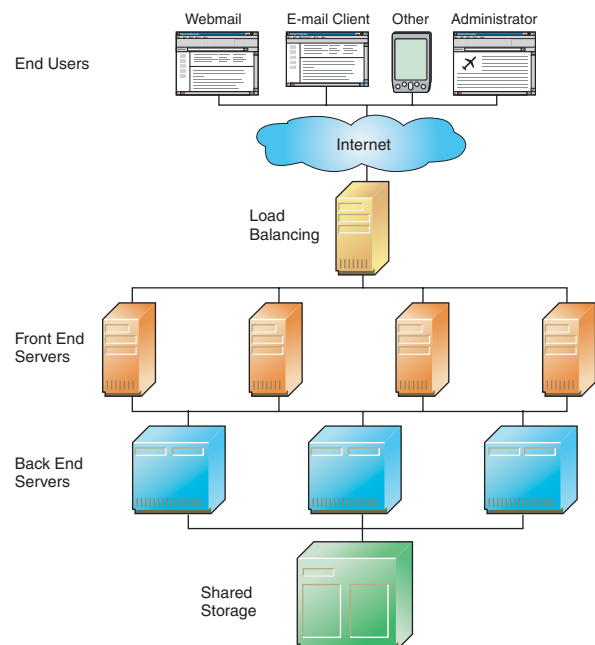 Webmail
E-mail Client
Other
Administrator
End Users
Internet
Load
Balancing
Front End
Servers
Back End
Servers
Shared
Storage